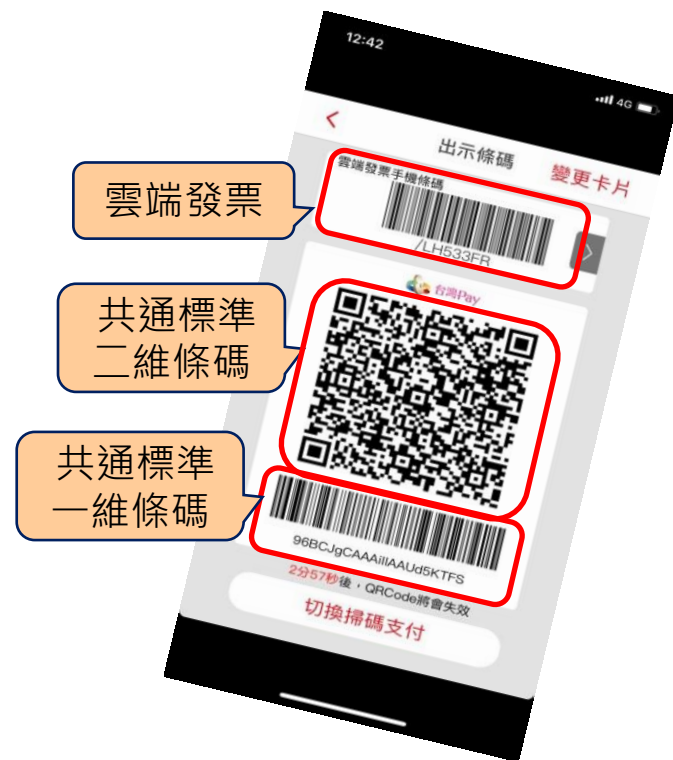 12:42
4G
出示條碼
變更卡片
雲端發票手機條碼
/LH533FR
雲端發票
台灣Pay
共通標準
二維條碼
共通標準
一維條碼
96BCJgCAAAiIlAAUd5KTFS
2分57秒後，QRCode將會失效
切換掃碼支付